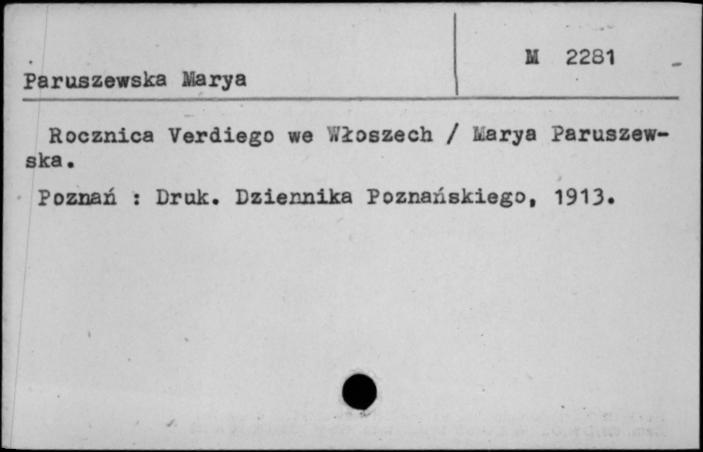 M 2281
Paruszewska Marya
Rocznica Verdiego we Włoszech / Marya Paruszew-
ska.
Poznań : Druk. Dziennika Poznańskiego, 1913.